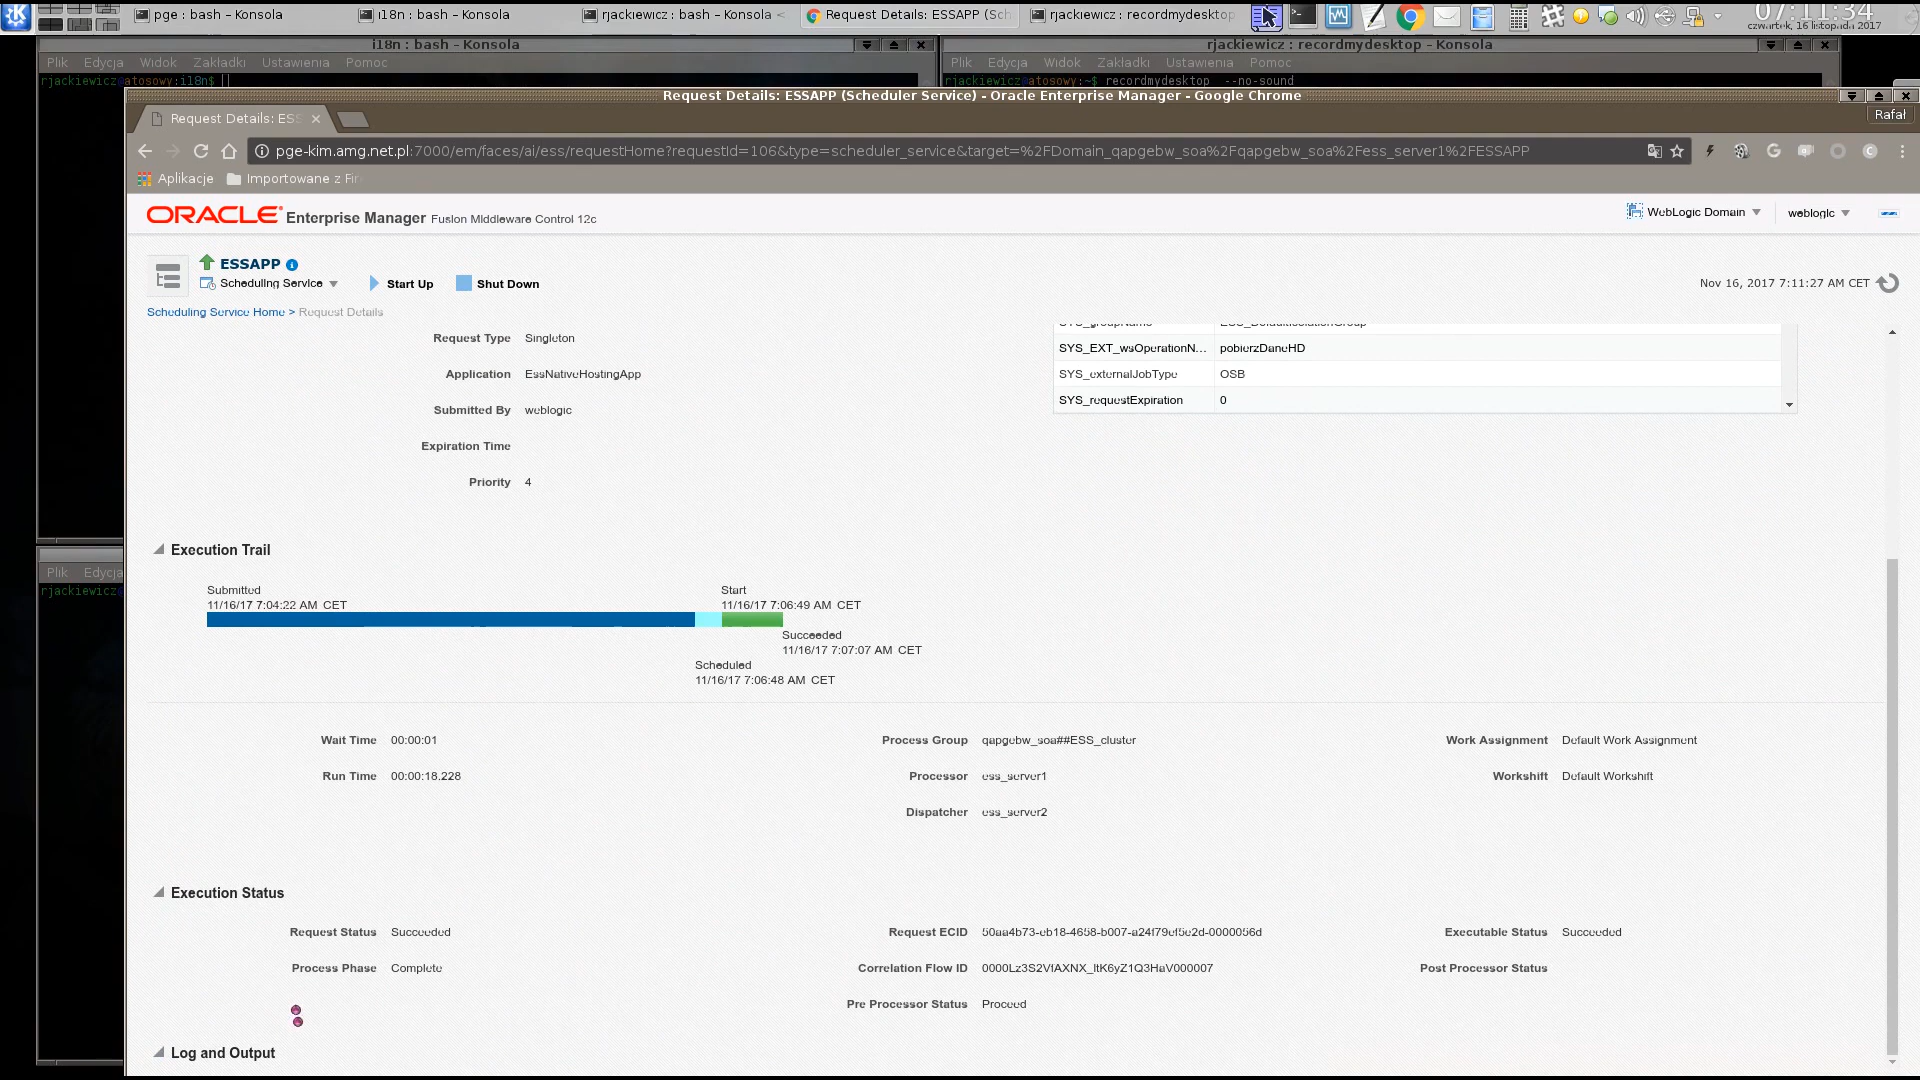 pge : bash – Konsola
i18n : bash – Konsola
rjackiewicz : bash – Konsola <
Request Details: ESSAPP (Sch
rjackiewicz : recordmydesktop
07:11:34
czwartek, 16 listopada 2017
i18n : bash – Konsola
rjackiewicz : recordmydesktop – Konsola
Plik Edycja Widok Zakładki Ustawienia Pomoc
Plik Edycja Widok Zakładki Ustawienia Pomoc
rjackiewicz@atosowy:i18n$
rjackiewicz@atosowy:~$ recordmydesktop --no-sound
Request Details: ESSAPP (Scheduler Service) - Oracle Enterprise Manager - Google Chrome
Request Details: ESS
Rafał
pge-kim.amg.net.pl:7000/em/faces/ai/ess/requestHome?requestId=106&type=scheduler_service&target=%2FDomain_qapgebw_soa%2Fqapgebw_soa%2Fess_server1%2FESSAPP
Aplikacje
Importowane z Fir
ORACLE Enterprise Manager Fusion Middleware Control 12c
WebLogic Domain
weblogic
ESSAPP
Scheduling Service
Start Up
Shut Down
Nov 16, 2017 7:11:27 AM CET
Scheduling Service Home > Request Details
SYS_groupName ESS_DefaultIsolationGroup
Request Type Singleton
SYS_EXT_wsOperationN... pobierzDaneHD
Application EssNativeHostingApp
SYS_externalJobType OSB
SYS_requestExpiration 0
Submitted By weblogic
Expiration Time
Priority 4
Plik Edycja
rjackiewicz
Execution Trail
Submitted
11/16/17 7:04:22 AM CET
Start
11/16/17 7:06:49 AM CET
Succeeded
11/16/17 7:07:07 AM CET
Scheduled
11/16/17 7:06:48 AM CET
Wait Time 00:00:01
Process Group qapgebw_soa##ESS_cluster
Work Assignment Default Work Assignment
Run Time 00:00:18.228
Processor ess_server1
Workshift Default Workshift
Dispatcher ess_server2
Execution Status
Request Status Succeeded
Request ECID 50aa4b73-eb18-4658-b007-a24f79ef5e2d-0000056d
Executable Status Succeeded
Process Phase Complete
Correlation Flow ID 0000Lz3S2VfAXNX_ltK6yZ1Q3HaV000007
Post Processor Status
Pre Processor Status Proceed
Log and Output